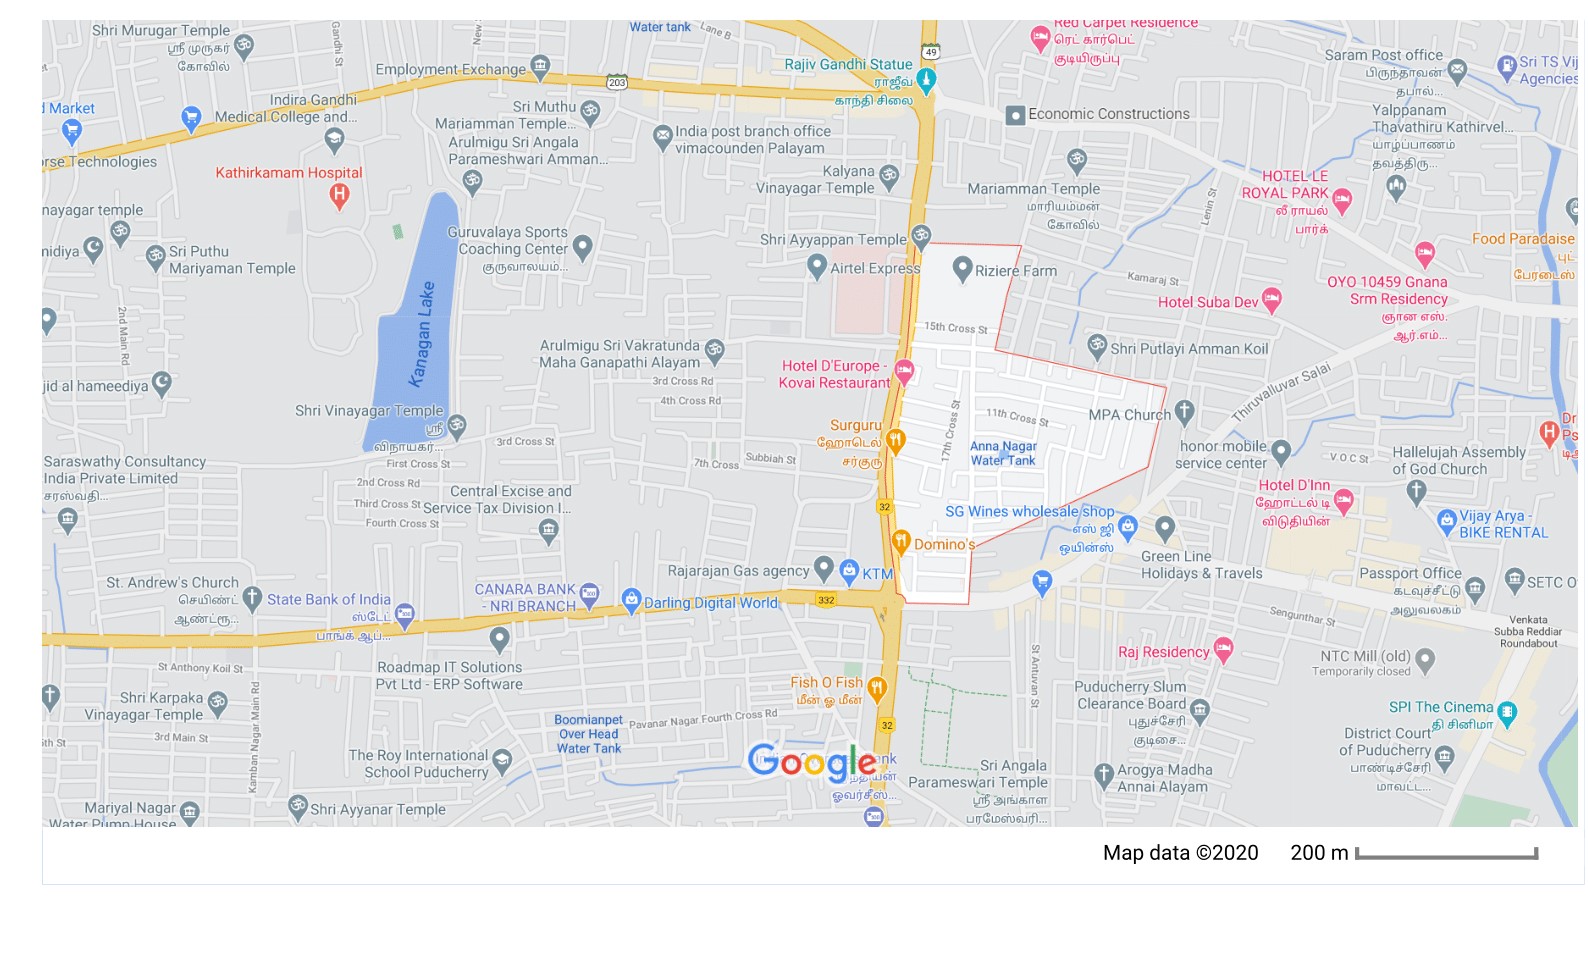 Shri Murugar Temple
ஸ்ரீ முருகர்
கோவில்
Gandhi St
New
Water tank
Lane B
49
Red Carpet Residence
ரெட் கார்பெட்
குடியிருப்பு
Saram Post office
பிருந்தாவன்
தபால்...
Sri TS Vij
Agencies
Employment Exchange
203
Rajiv Gandhi Statue
ராஜீவ்
காந்தி சிலை
d Market
Indira Gandhi
Medical College and...
Sri Muthu
Mariamman Temple...
Arulmigu Sri Angala
Parameshwari Amman...
India post branch office
vimacounden Palayam
Economic Constructions
Yalppanam
Thavathiru Kathirvel...
யாழ்ப்பாணம்
தவத்திரு...
orse Technologies
Kathirkamam Hospital
Kalyana
Vinayagar Temple
Mariamman Temple
மாரியம்மன்
கோவில்
Lenin St
HOTEL LE
ROYAL PARK
லீ ராயல்
பார்க்
nayagar temple
Guruvalaya Sports
Coaching Center
குருவாலயம்...
Shri Ayyappan Temple
Food Paradaise
புட்
பேரடைஸ்
midiya
Sri Puthu
Mariyaman Temple
Airtel Express
Riziere Farm
Kamaraj St
Hotel Suba Dev
OYO 10459 Gnana
Srm Residency
ஞான எஸ்.
ஆர்.எம்...
2nd Main Rd
Kanagan Lake
15th Cross St
Arulmigu Sri Vakratunda
Maha Ganapathi Alayam
Shri Putlayi Amman Koil
Hotel D'Europe -
Kovai Restaurant
3rd Cross Rd
4th Cross Rd
Thiruvalluvar Salai
jid al hameediya
Shri Vinayagar Temple
ஸ்ரீ
விநாயகர்...
Surguru
ஹோடெல்
சர்குரு
17th Cross St
11th Cross St
MPA Church
Anna Nagar
Water Tank
honor mobile
service center
Dr
Ps
3rd Cross St
First Cross St
2nd Cross Rd
Third Cross St
Fourth Cross St
7th Cross
Subbiah St
V O C St
Hallelujah Assembly
of God Church
Saraswathy Consultancy
India Private Limited
சரஸ்வதி...
Central Excise and
Service Tax Division I...
32
SG Wines wholesale shop
எஸ் ஜி
ஒயின்ஸ்
Hotel D'Inn
ஹோட்டல் டி
விடுதியின்
Vijay Arya -
BIKE RENTAL
Domino's
Green Line
Holidays & Travels
Rajarajan Gas agency
KTM
Passport Office
கடவுச்சீட்டு
அலுவலகம்
SETC O
St. Andrew's Church
செயிண்ட்
ஆண்ட்ரூ...
State Bank of India
ஸ்டேட்
பாங்க் ஆப்...
CANARA BANK
- NRI BRANCH
Darling Digital World
332
Sengunthar St
Venkata
Subba Reddiar
Roundabout
St Anthony Koil St
Roadmap IT Solutions
Pvt Ltd - ERP Software
St Antuvan St
Raj Residency
NTC Mill (old)
Temporarily closed
Shri Karpaka
Vinayagar Temple
Fish O Fish
மீன் ஓ மீன்
Puducherry Slum
Clearance Board
புதுச்சேரி
குடிசை...
SPI The Cinema
தி சினிமா
Kamban Nagar Main Rd
3rd Main St
5th St
Boomianpet
Over Head
Water Tank
Pavanar Nagar Fourth Cross Rd
32
District Court
of Puducherry
பாண்டிச்சேரி
மாவட்ட...
The Roy International
School Puducherry
Google
ஓவர்சீஸ்...
Sri Angala
Parameswari Temple
ஸ்ரீ அங்காள
பரமேஸ்வரி...
Arogya Madha
Annai Alayam
Mariyal Nagar
Water Pump House
Shri Ayyanar Temple
Map data ©2020
200 m